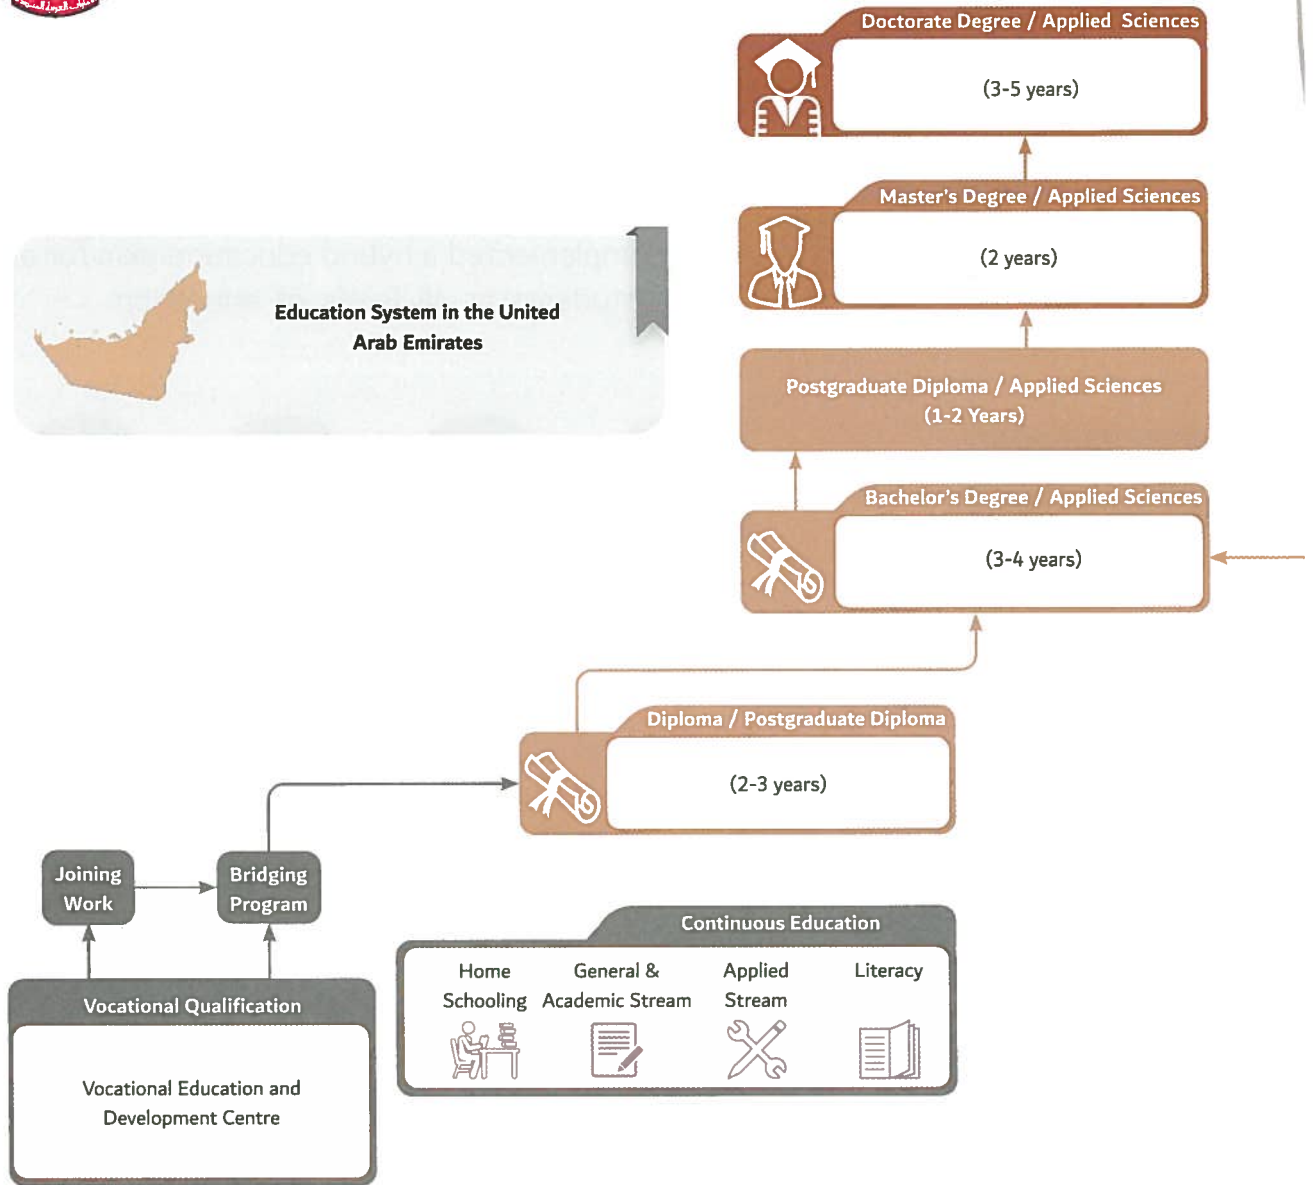 Doctorate Degree / Applied Sciences
(3-5 years)
Master's Degree / Applied Sciences
(2 years)
Education System in the United
Arab Emirates
Postgraduate Diploma / Applied Sciences
(1-2 Years)
Bachelor's Degree / Applied Sciences
(3-4 years)
Diploma / Postgraduate Diploma
(2-3 years)
Joining
Work
Bridging
Program
Continuous Education
Home
Schooling
General &
Academic Stream
Applied
Stream
Literacy
Vocational Qualification
Vocational Education and
Development Centre